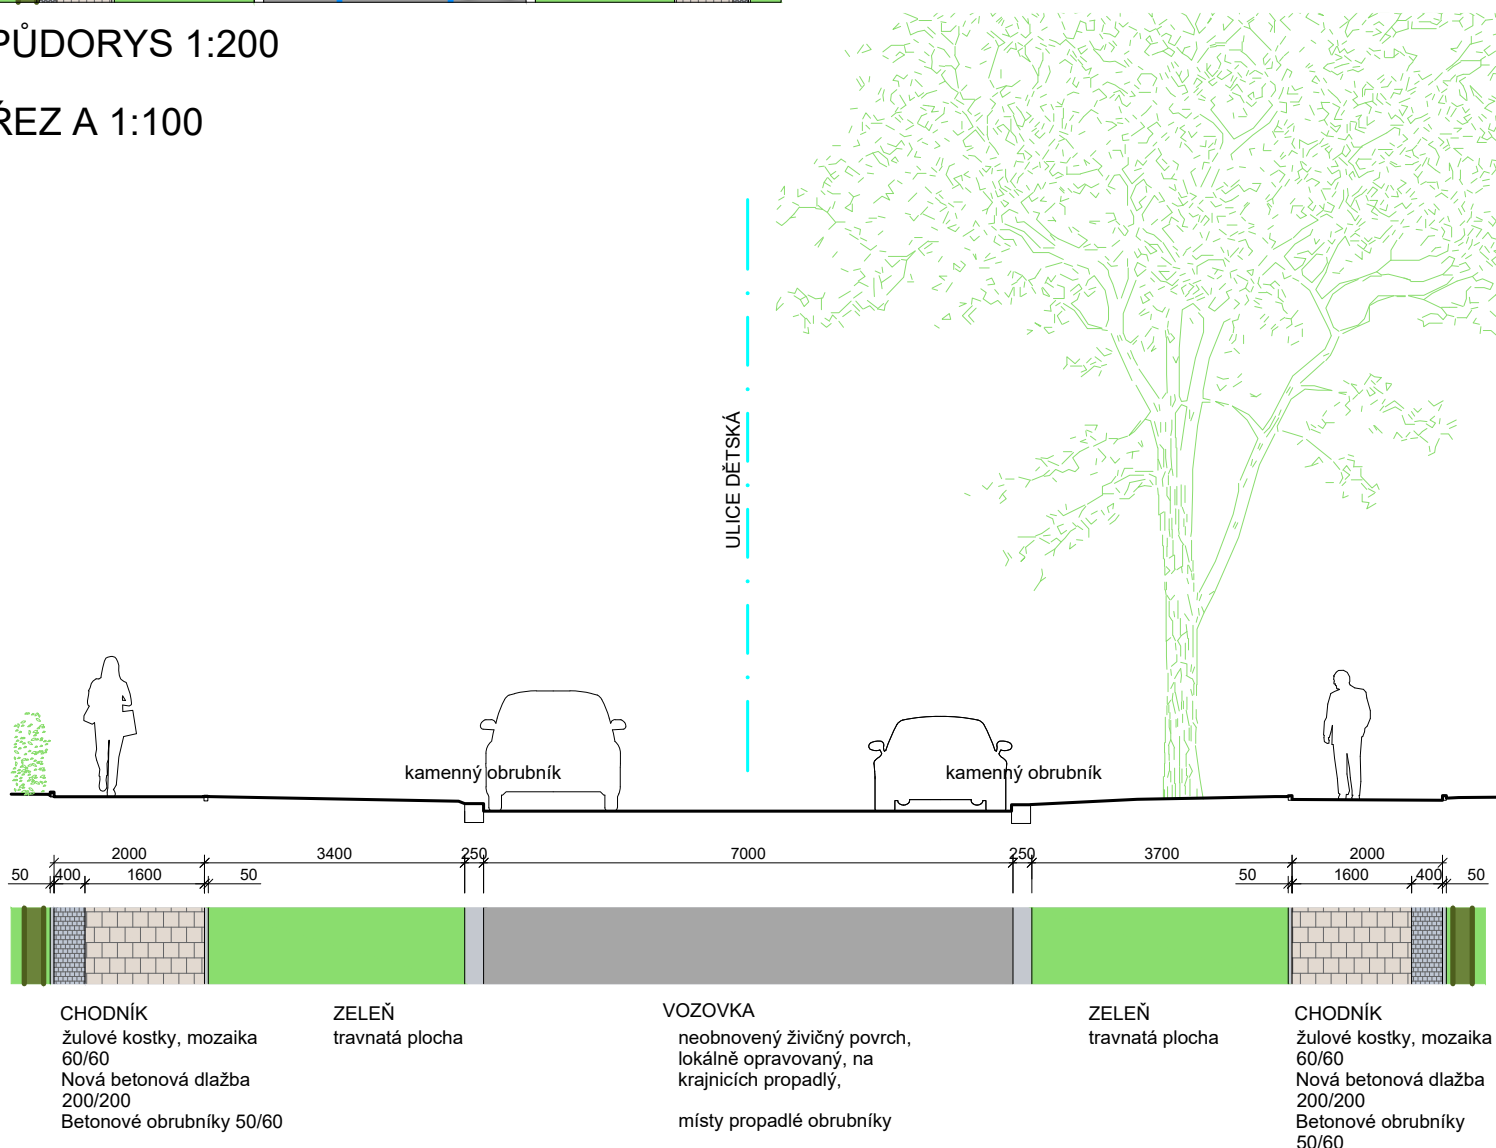 PŮDORYS 1:200
ŘEZ A 1:100
ULICE DĚTSKÁ
kamenný obrubník
kamenný obrubník
2000 3400 250 7000 250 3700 2000
50 400 1600 50 50 1600 400 50
CHODNÍK
žulové kostky, mozaika
60/60
Nová betonová dlažba
200/200
Betonové obrubníky 50/60
ZELEŇ
travnatá plocha
VOZOVKA
neobnovený živičný povrch,
lokálně opravovaný, na
krajnicích propadlý,
místy propadlé obrubníky
ZELEŇ
travnatá plocha
CHODNÍK
žulové kostky, mozaika
60/60
Nová betonová dlažba
200/200
Betonové obrubníky
50/60